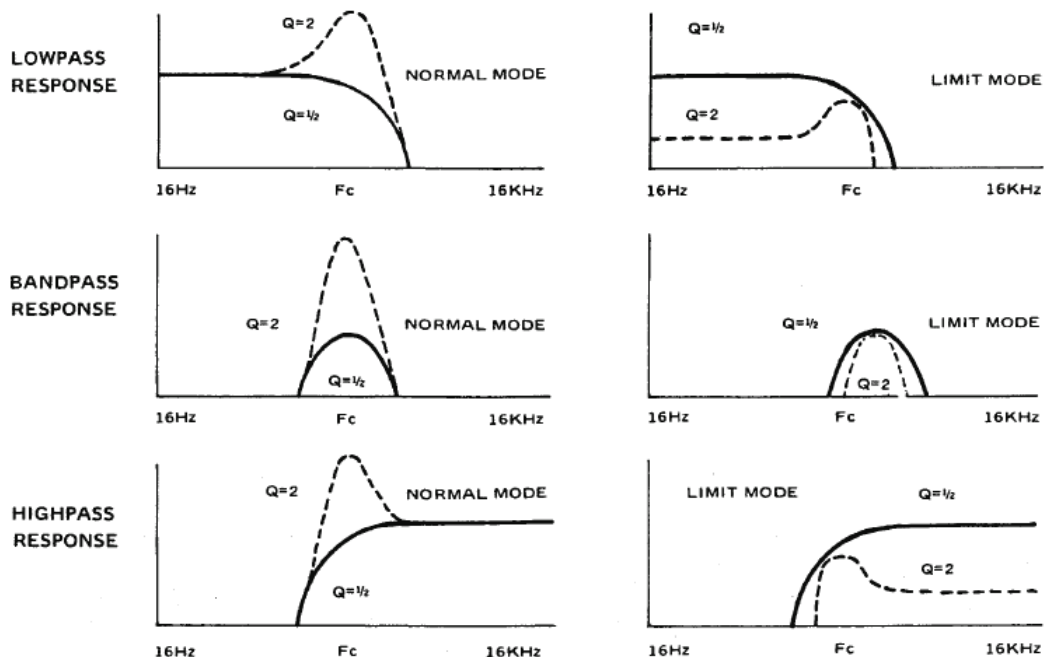 LOWPASS
RESPONSE
Q=2
NORMAL MODE
Q=½
16Hz Fc 16KHz
Q=½
LIMIT MODE
Q=2
16Hz Fc 16KHz
BANDPASS
RESPONSE
Q=2
NORMAL MODE
Q=½
16Hz Fc 16KHz
Q=½
LIMIT MODE
Q=2
16Hz Fc 16KHz
HIGHPASS
RESPONSE
Q=2
NORMAL MODE
Q=½
16Hz Fc 16KHz
LIMIT MODE
Q=½
Q=2
16Hz Fc 16KHz